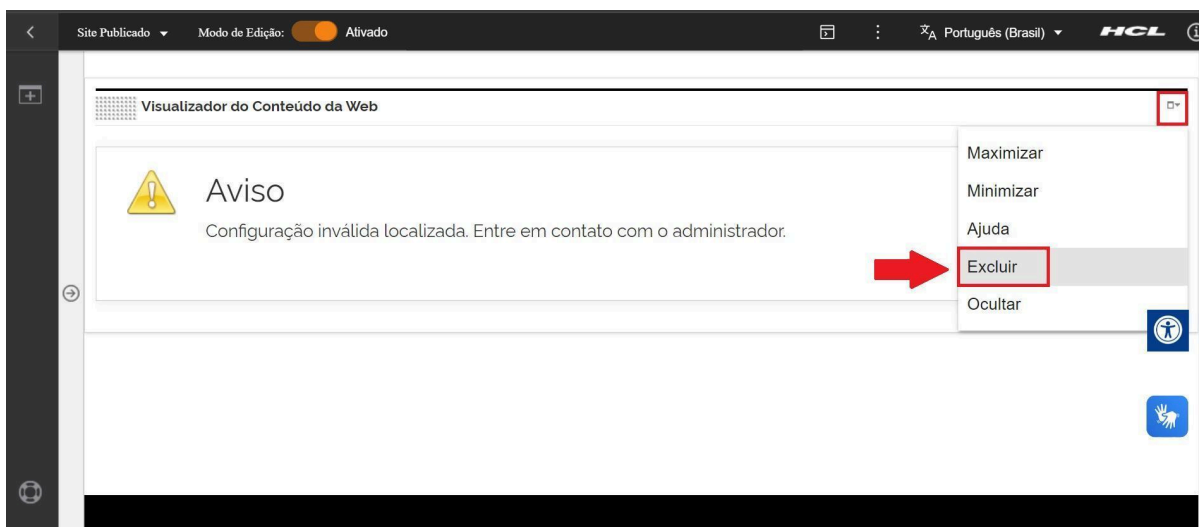 Site Publicado Modo de Edição: Ativado Português (Brasil) HCL
Visualizador do Conteúdo da Web
Aviso
Configuração inválida localizada. Entre em contato com o administrador.
Maximizar
Minimizar
Ajuda
Excluir
Ocultar